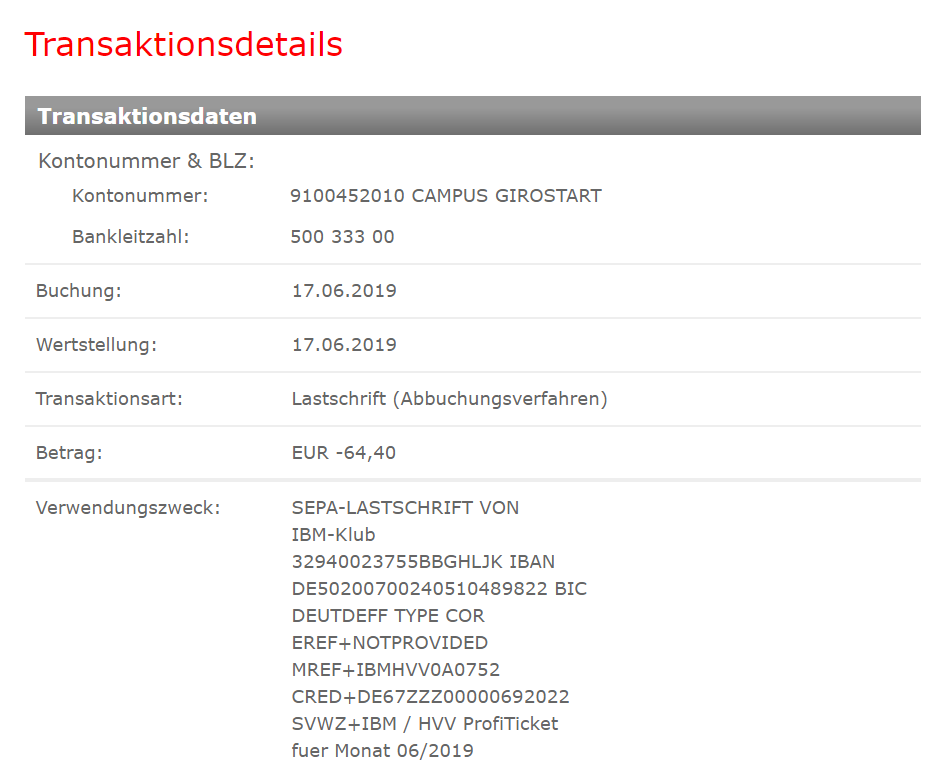 Transaktionsdetails
Transaktionsdaten
Kontonummer & BLZ:
Kontonummer: 9100452010 CAMPUS GIROSTART
Bankleitzahl: 500 333 00
Buchung: 17.06.2019
Wertstellung: 17.06.2019
Transaktionsart: Lastschrift (Abbuchungsverfahren)
Betrag: EUR -64,40
Verwendungszweck: SEPA-LASTSCHRIFT VON
IBM-Klub
32940023755BBGHLJK IBAN
DE50200700240510489822 BIC
DEUTDEFF TYPE COR
EREF+NOTPROVIDED
MREF+IBMHVV0A0752
CRED+DE67ZZZ00000692022
SVWZ+IBM / HVV ProfiTicket
fuer Monat 06/2019